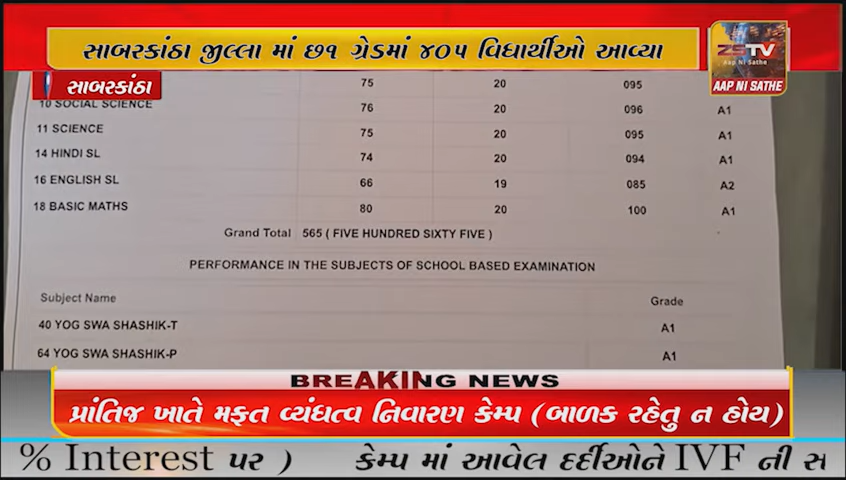 સાબરકાંઠા જીલ્લા માં છ૧ ગ્રેડમાં ૪૦૫ વિદ્યાર્થીઓ આવ્યા
ZSTV
Aap Ni Sathe
AAP NI SATHE
સાબરકાંઠા
75 20 095
10 SOCIAL SCIENCE 76 20 096 A1
11 SCIENCE 75 20 095 A1
14 HINDI SL 74 20 094 A1
16 ENGLISH SL 66 19 085 A2
18 BASIC MATHS 80 20 100 A1
Grand Total 565 ( FIVE HUNDRED SIXTY FIVE )
PERFORMANCE IN THE SUBJECTS OF SCHOOL BASED EXAMINATION
Subject Name Grade
40 YOG SWA SHASHIK-T A1
64 YOG SWA SHASHIK-P A1
BREAKING NEWS
પ્રાંતિજ ખાતે મફત વ્યંધત્વ નિવારણ કેમ્પ (બાળક રહેતુ ન હોય)
% Interest પર ) કેમ્પ માં આવેલ દર્દીઓને IVF ની સ